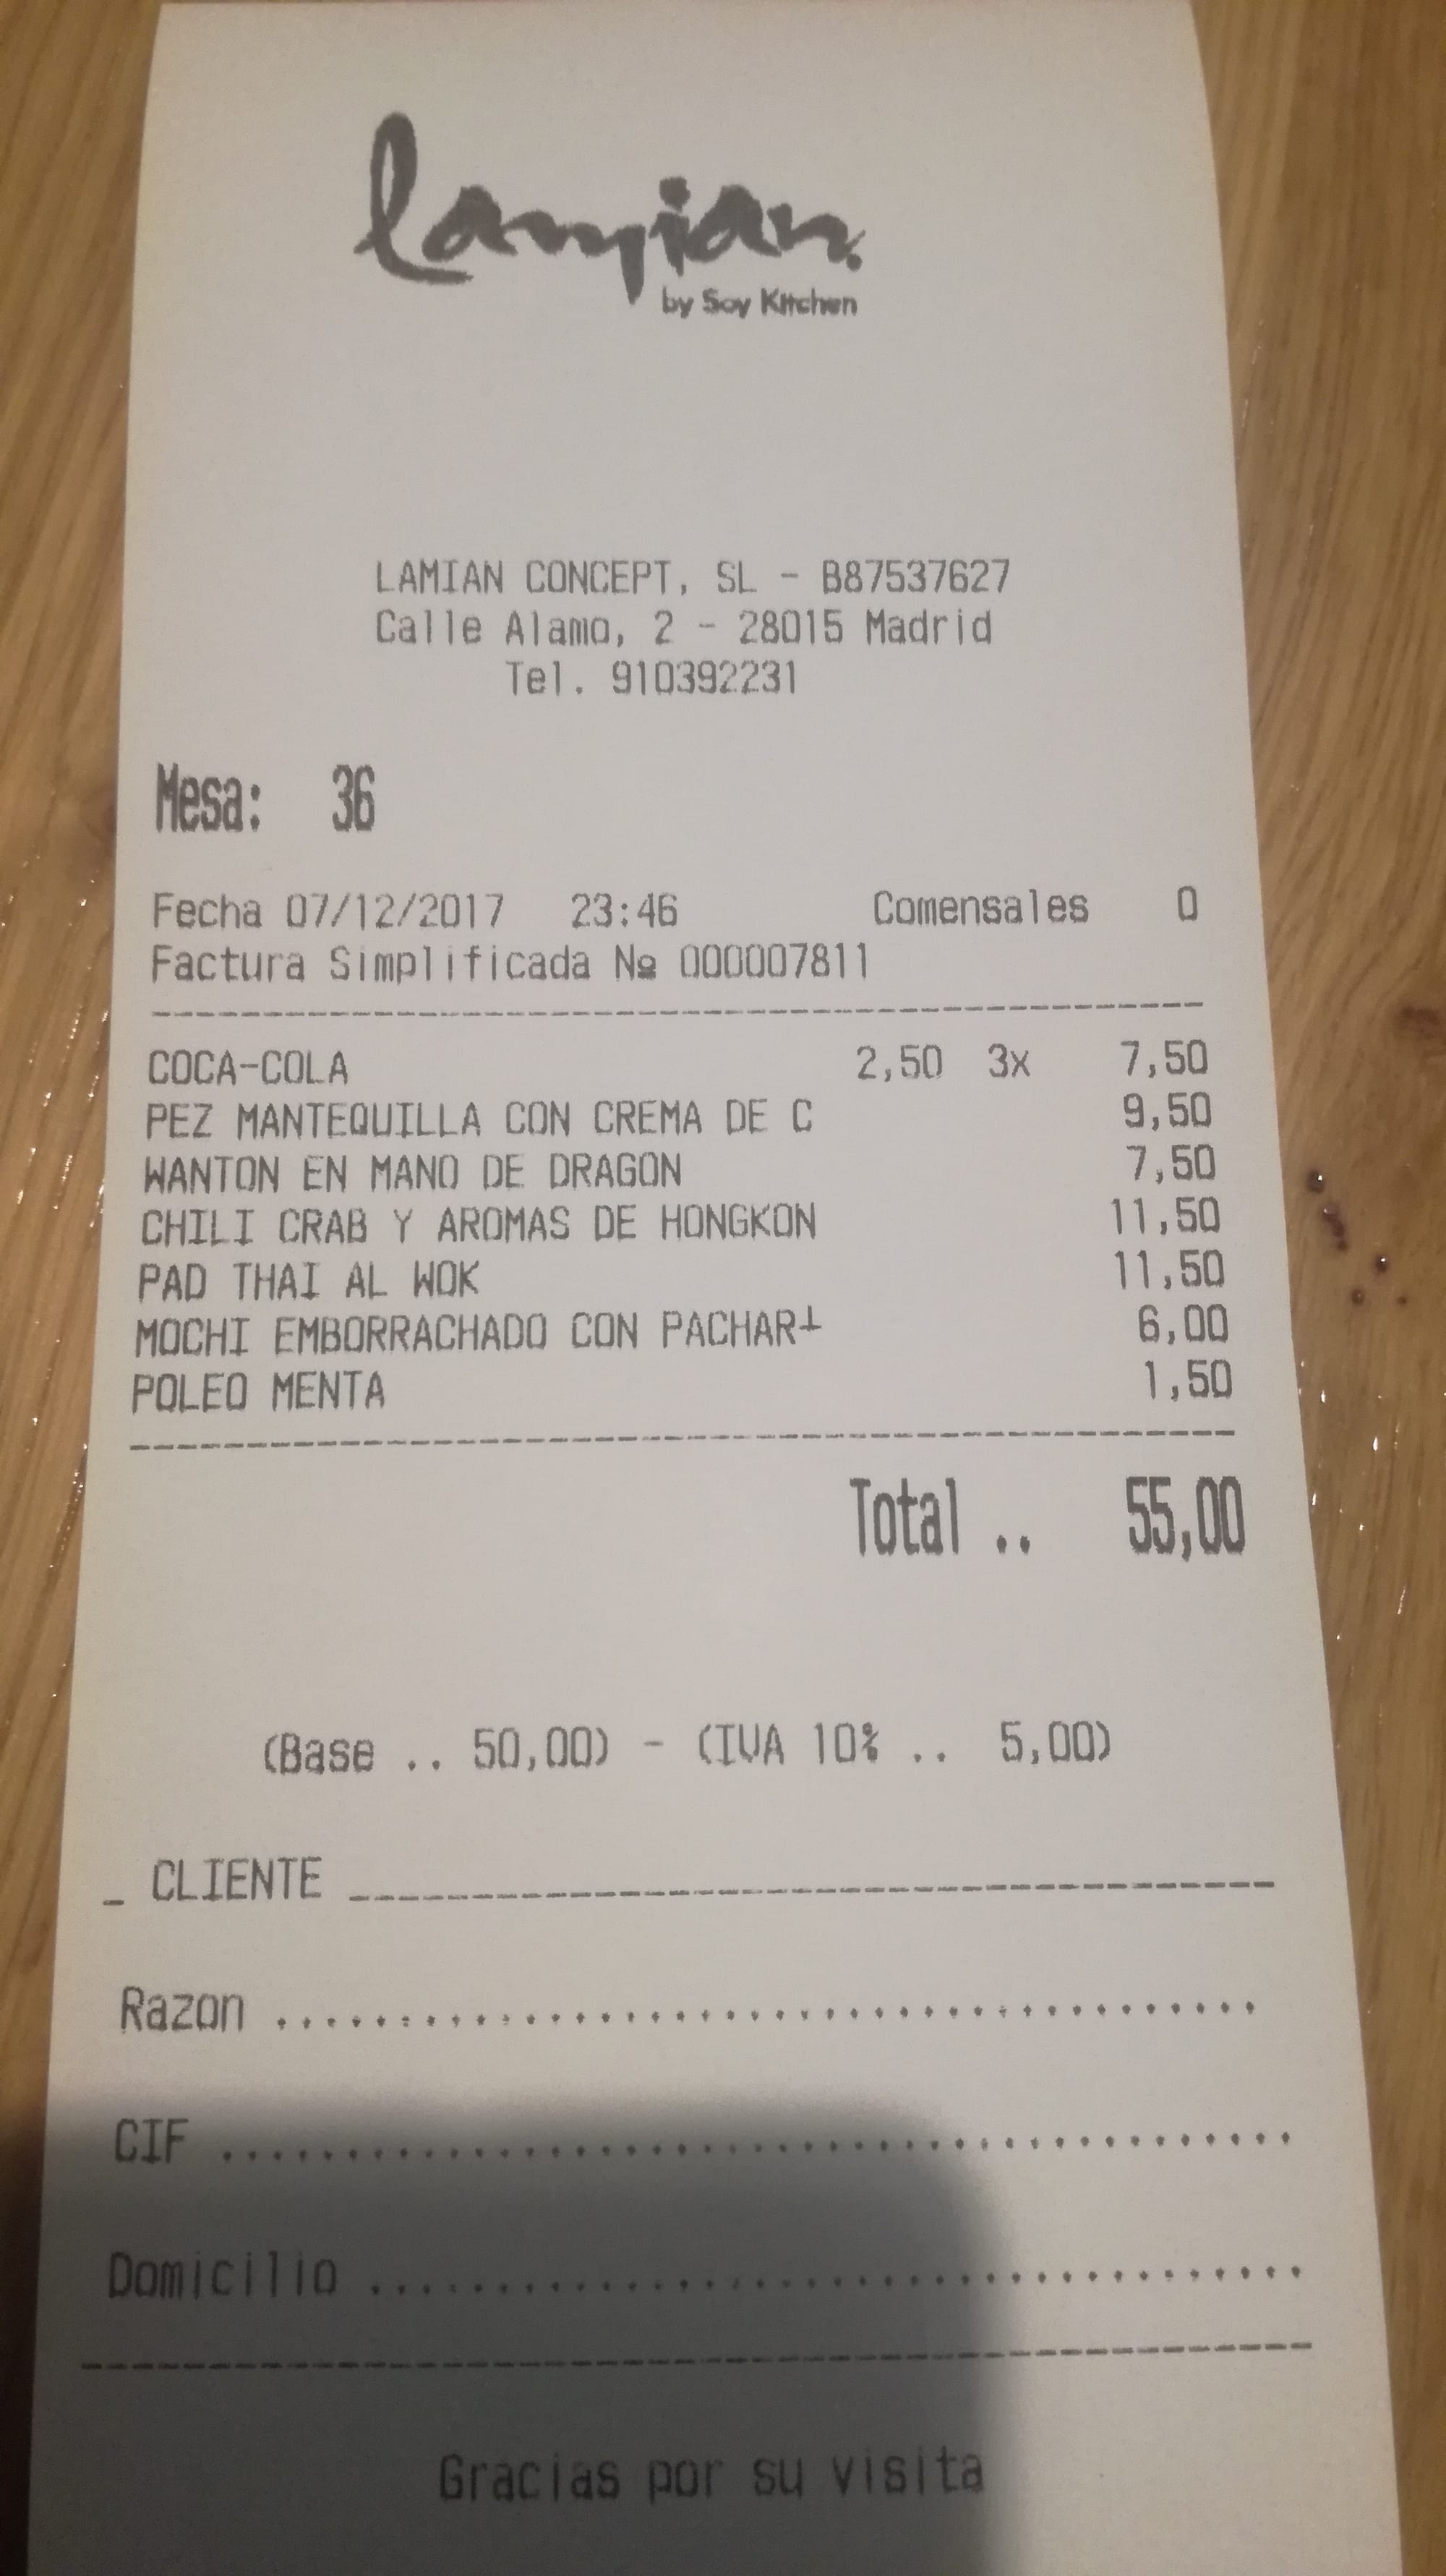 lamian.
by Soy Kitchen
LAMIAN CONCEPT, SL - B87537627
Calle Alamo, 2 - 28015 Madrid
Tel. 910392231
Mesa: 36
Fecha 07/12/2017 23:46 Comensales 0
Factura Simplificada Nº 000007811
COCA-COLA 2,50 3x 7,50
PEZ MANTEQUILLA CON CREMA DE C 9,50
WANTON EN MANO DE DRAGON 7,50
CHILI CRAB Y AROMAS DE HONGKON 11,50
PAD THAI AL WOK 11,50
MOCHI EMBORRACHADO CON PACHAR┴ 6,00
POLEO MENTA 1,50
Total .. 55,00
(Base .. 50,00) - (IVA 10% .. 5,00)
_ CLIENTE ____________________________________
Razon ........................................
CIF ............................................
Domicilio ......................................
Gracias por su visita